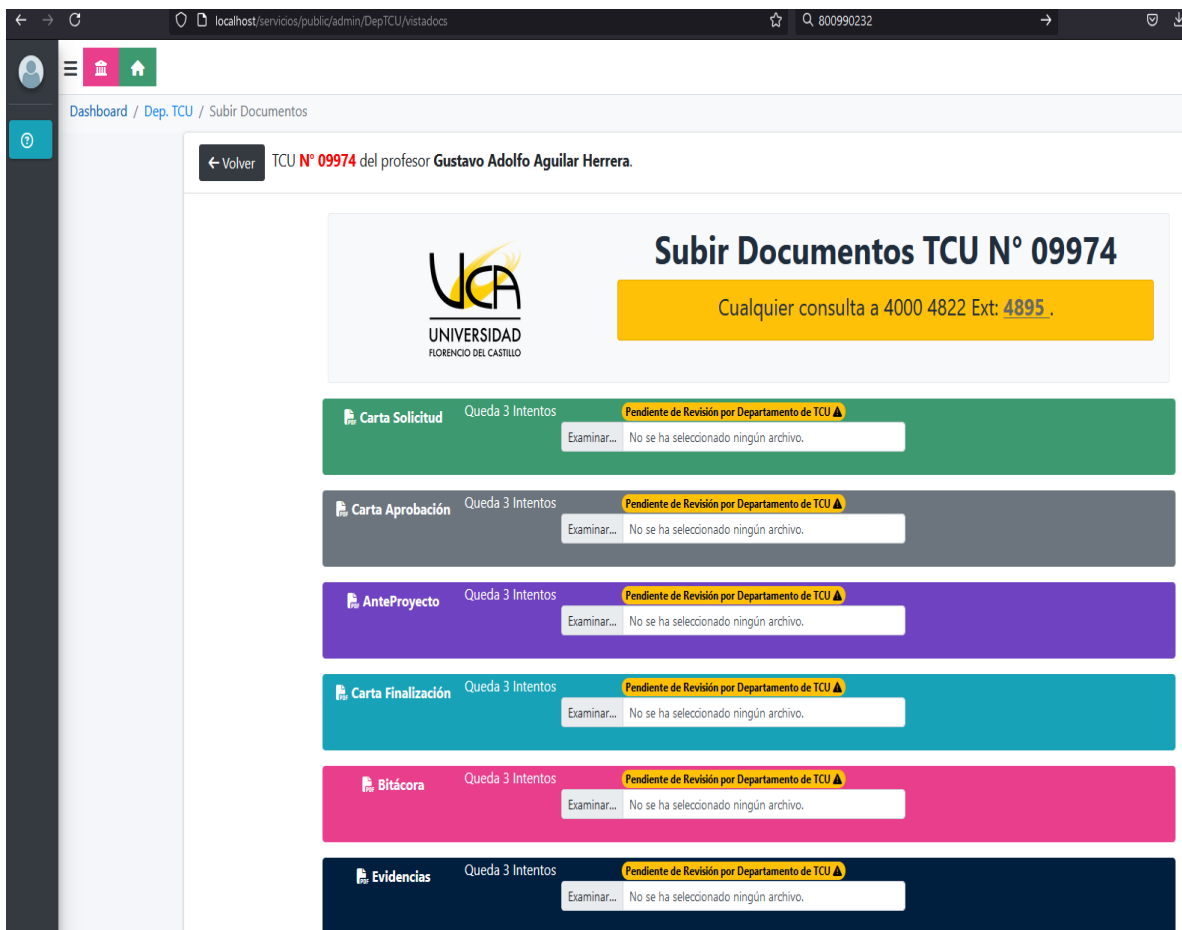 localhost/servicios/public/admin/DepTCU/vistadocs
800990232
Dashboard / Dep. TCU / Subir Documentos
Volver TCU N° 09974 del profesor Gustavo Adolfo Aguilar Herrera.
UCA
UNIVERSIDAD
FLORENCIO DEL CASTILLO
Subir Documentos TCU N° 09974
Cualquier consulta a 4000 4822 Ext: 4895 .
Carta Solicitud Queda 3 Intentos Pendiente de Revisión por Departamento de TCU
Examinar... No se ha seleccionado ningún archivo.
Carta Aprobación Queda 3 Intentos Pendiente de Revisión por Departamento de TCU
Examinar... No se ha seleccionado ningún archivo.
AnteProyecto Queda 3 Intentos Pendiente de Revisión por Departamento de TCU
Examinar... No se ha seleccionado ningún archivo.
Carta Finalización Queda 3 Intentos Pendiente de Revisión por Departamento de TCU
Examinar... No se ha seleccionado ningún archivo.
Bitácora Queda 3 Intentos Pendiente de Revisión por Departamento de TCU
Examinar... No se ha seleccionado ningún archivo.
Evidencias Queda 3 Intentos Pendiente de Revisión por Departamento de TCU
Examinar... No se ha seleccionado ningún archivo.